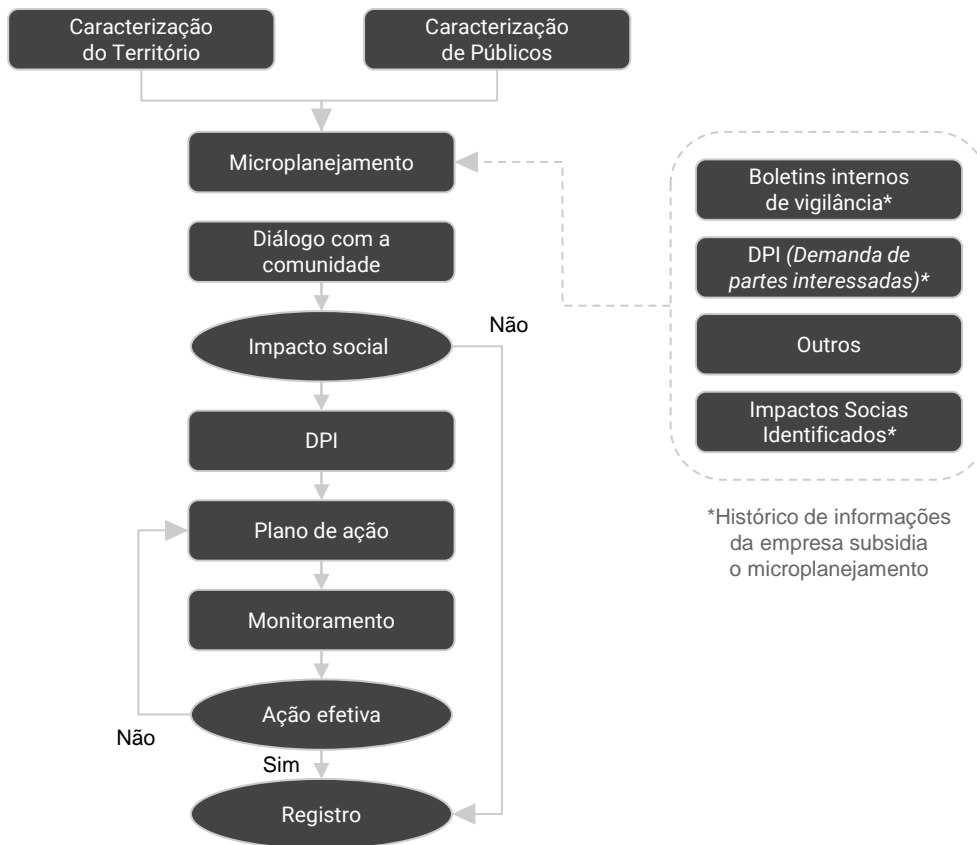 Caracterização
do Território
Caracterização
de Públicos
Microplanejamento
Diálogo com a
comunidade
Impacto social
Não
DPI
Plano de ação
Monitoramento
Ação efetiva
Não
Sim
Registro
Boletins internos
de vigilância*
DPI (Demanda de
partes interessadas)*
Outros
Impactos Socias
Identificados*
*Histórico de informações
da empresa subsidia
o microplanejamento